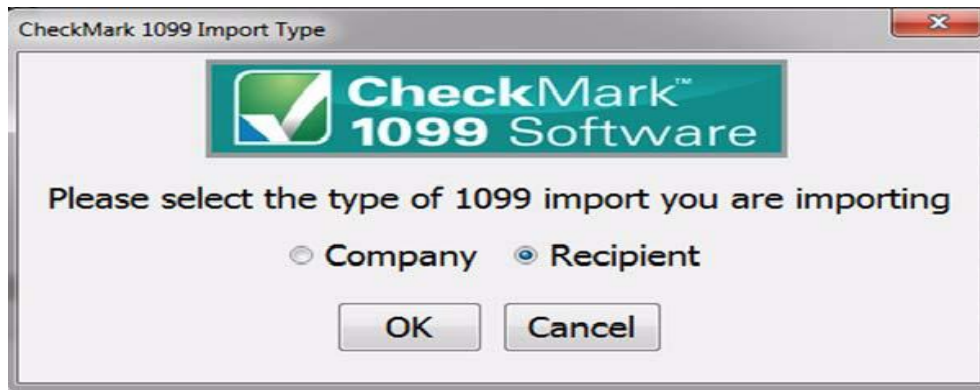 CheckMark 1099 Import Type
CheckMark™
1099 Software
Please select the type of 1099 import you are importing
Company Recipient
OK Cancel